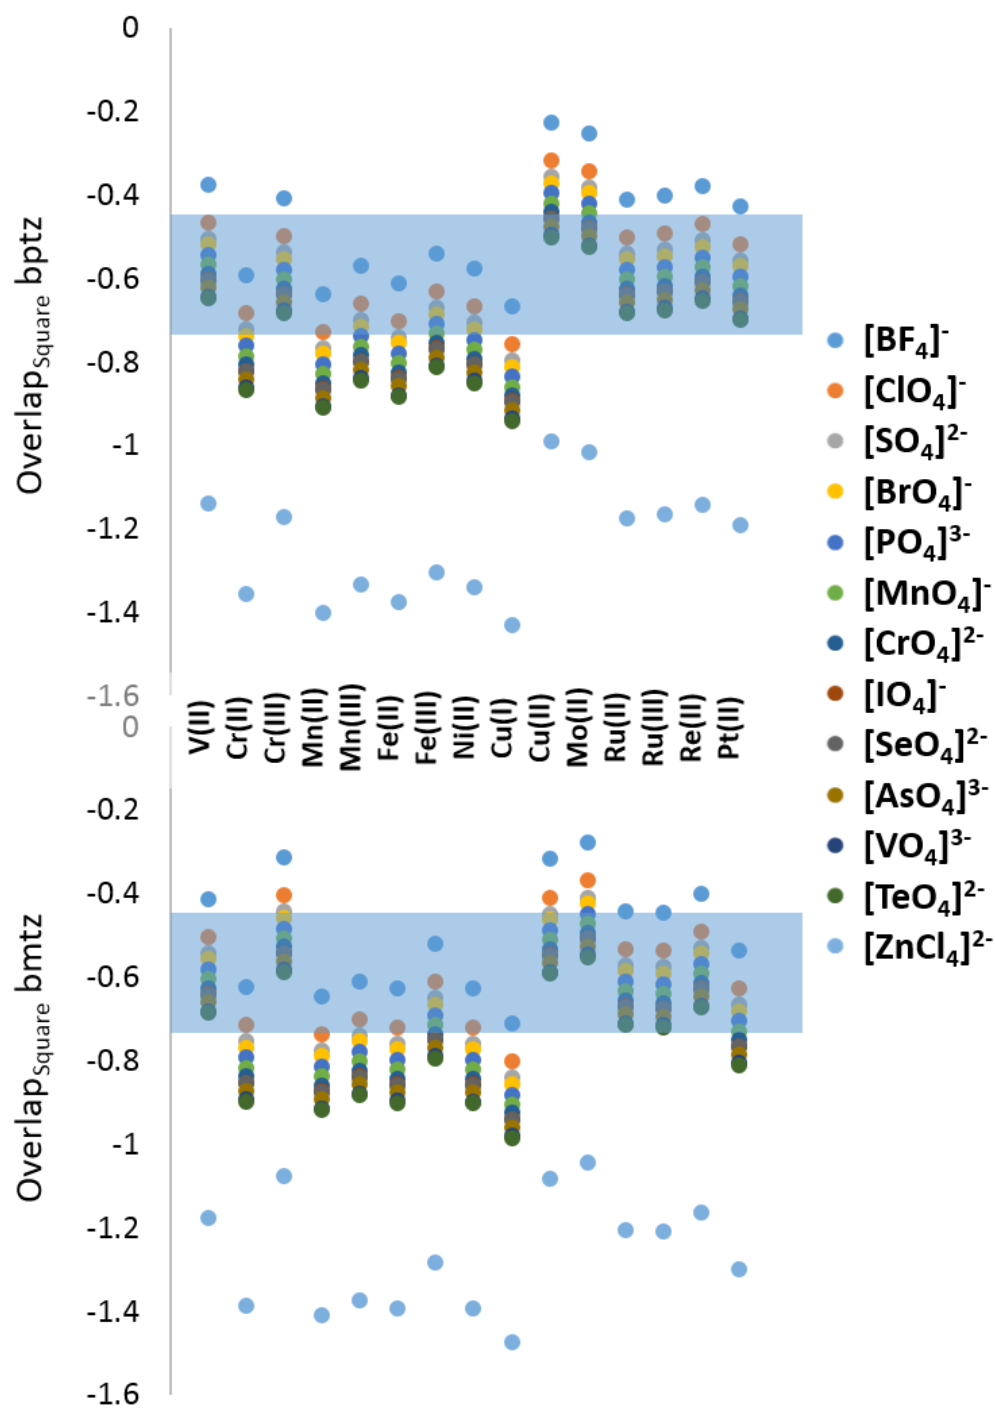 0
-0.2
-0.4
-0.6
-0.8
-1
-1.2
-1.4
-1.6
Overlap_Square bptz
V(II)
Cr(II)
Cr(III)
Mn(II)
Mn(III)
Fe(II)
Fe(III)
Ni(II)
Cu(I)
Cu(II)
Mo(II)
Ru(II)
Ru(III)
Re(II)
Pt(II)
0
-0.2
-0.4
-0.6
-0.8
-1
-1.2
-1.4
-1.6
Overlap_Square bmtz
[BF₄]⁻
[ClO₄]⁻
[SO₄]²⁻
[BrO₄]⁻
[PO₄]³⁻
[MnO₄]⁻
[CrO₄]²⁻
[IO₄]⁻
[SeO₄]²⁻
[AsO₄]³⁻
[VO₄]³⁻
[TeO₄]²⁻
[ZnCl₄]²⁻